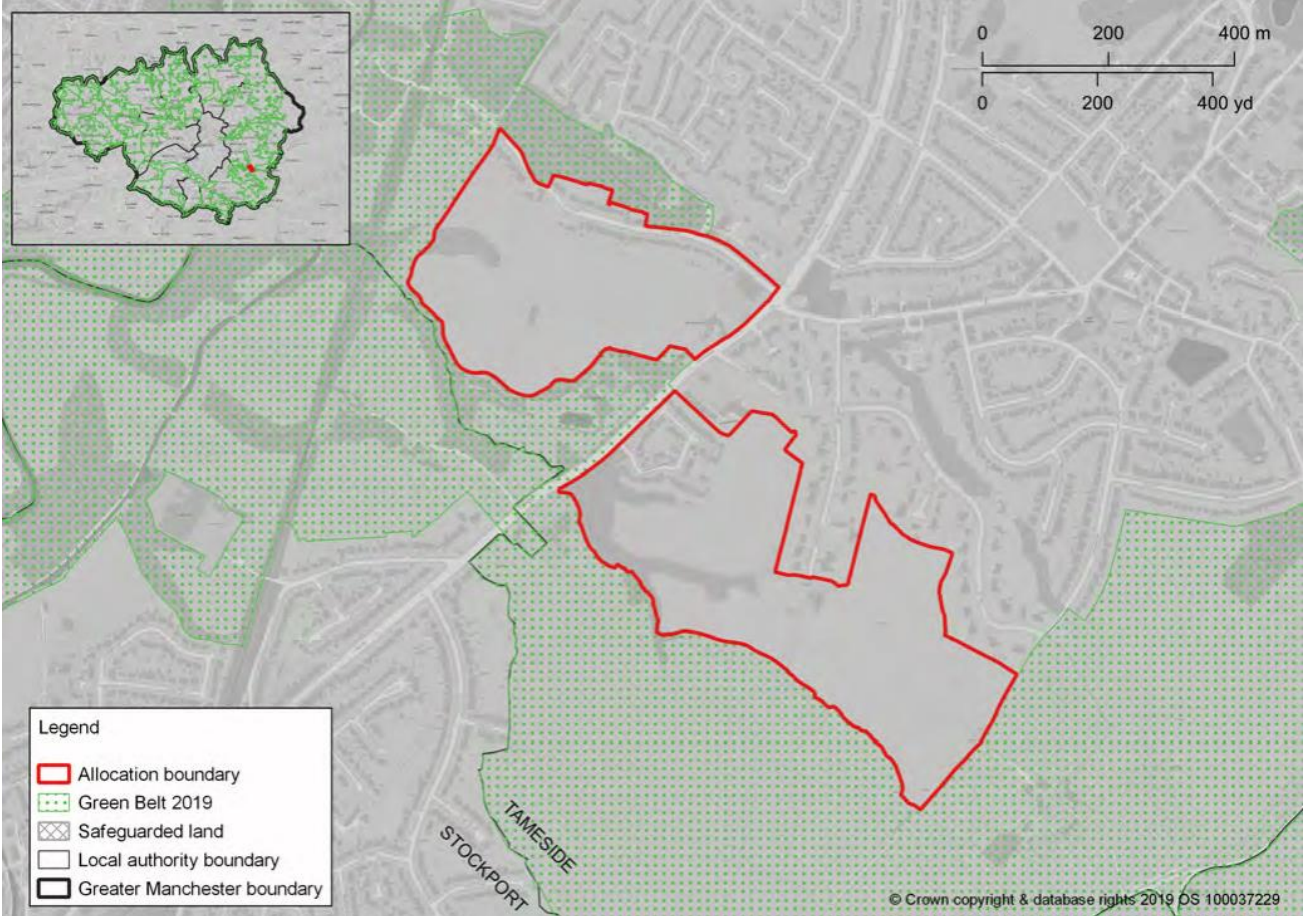 0 200 400 m
0 200 400 yd
Legend
Allocation boundary
Green Belt 2019
Safeguarded land
Local authority boundary
Greater Manchester boundary
TAMESIDE
STOCKPORT
© Crown copyright & database rights 2019 OS 100037229